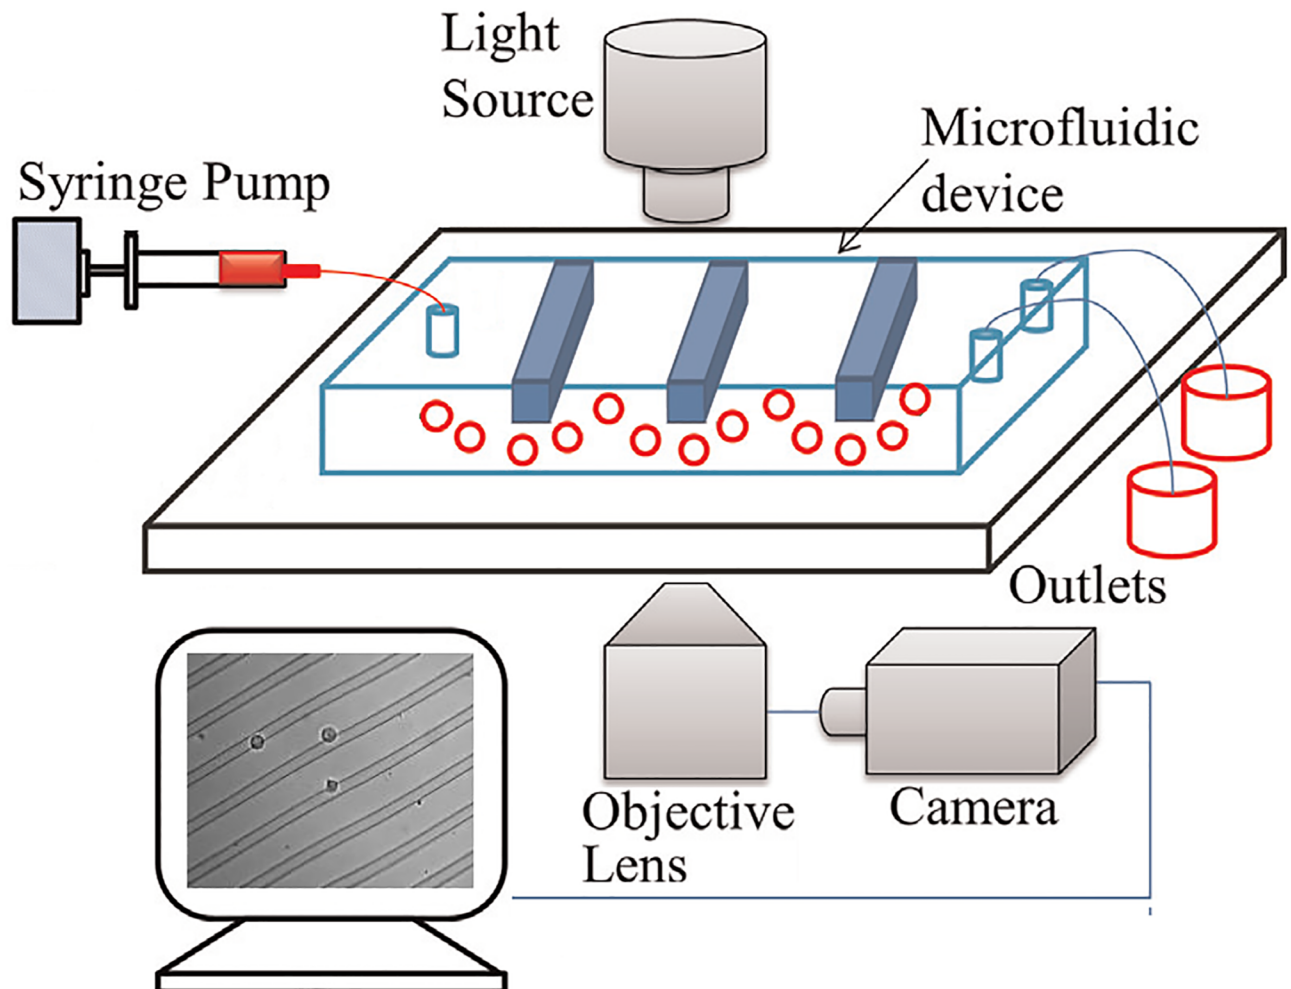 Light
Source
Microfluidic
device
Syringe Pump
Outlets
Objective
Lens
Camera